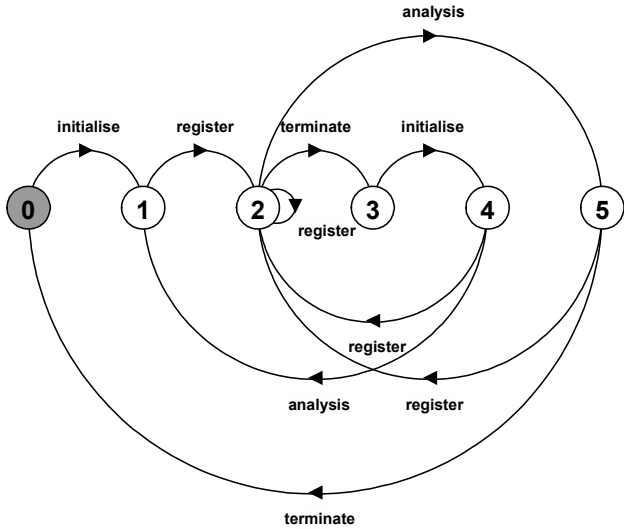 analysis
initialise
register
terminate
initialise
0
1
2
3
4
5
register
register
analysis
register
terminate